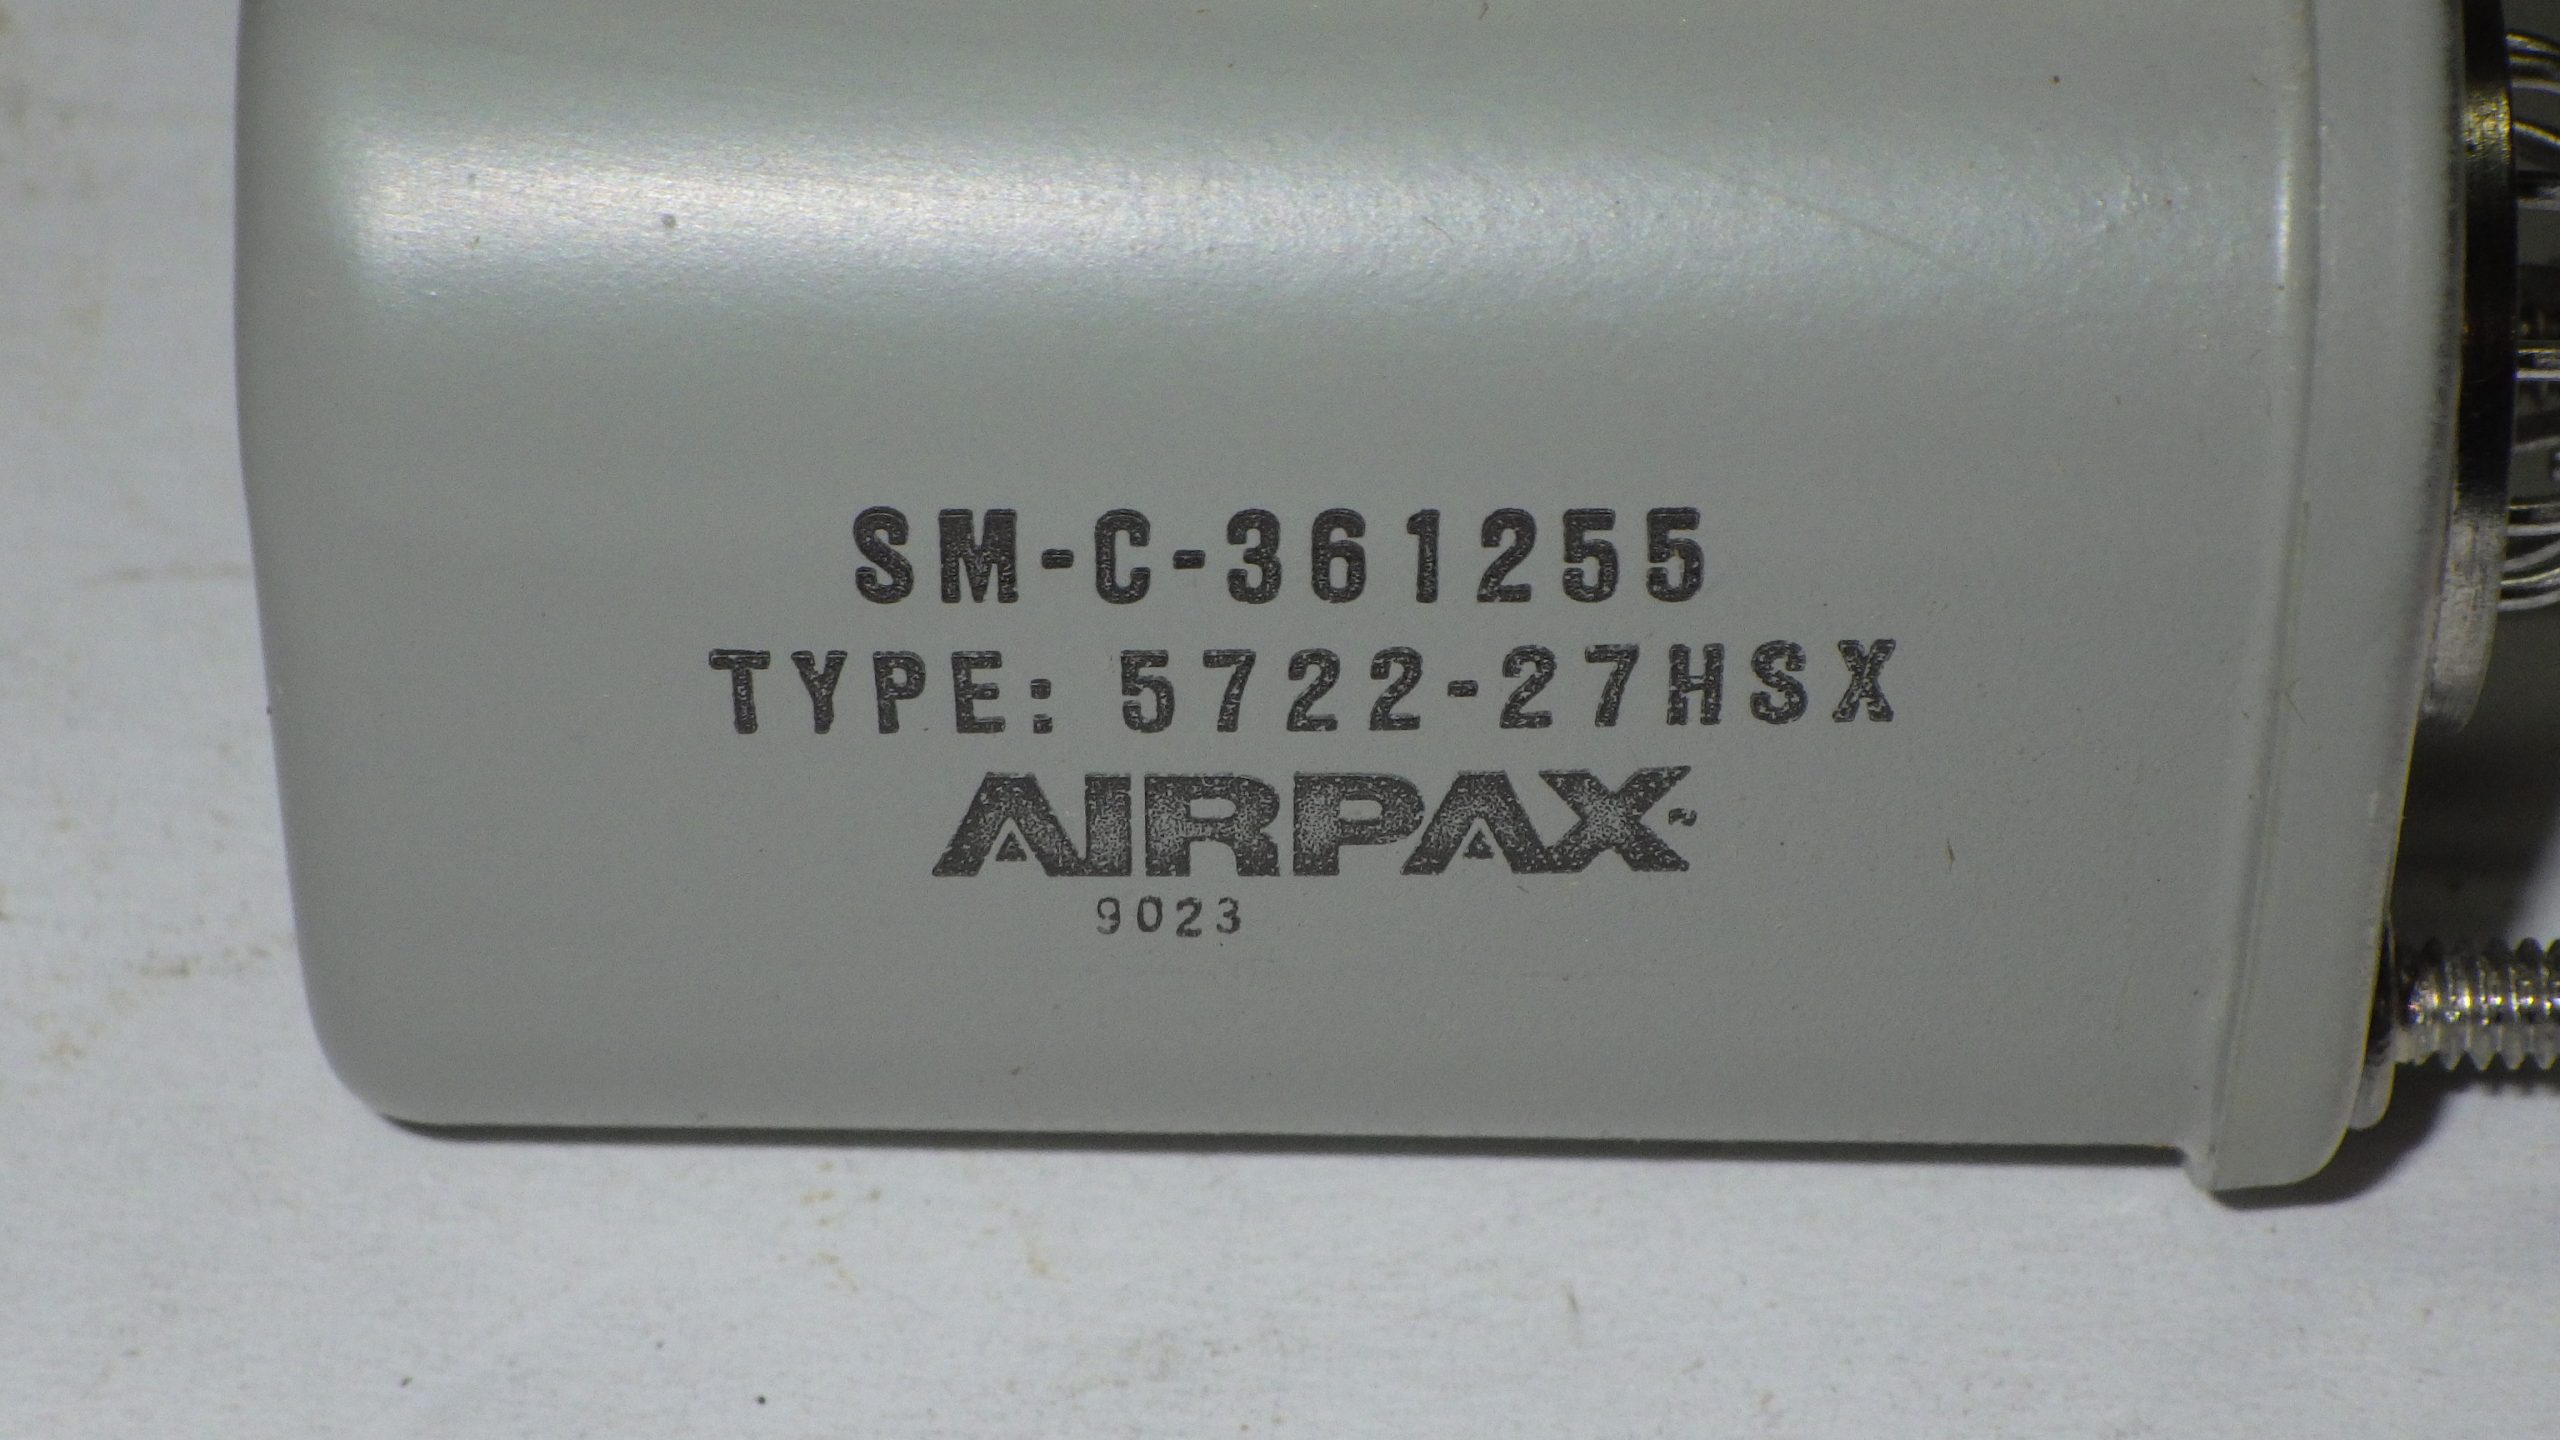 SM-C-361255
TYPE: 5722-27HSX
AIRPAX
9023